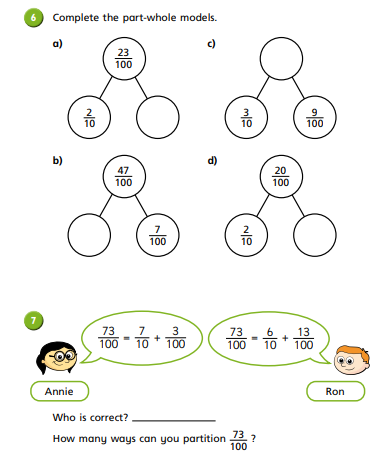 6 Complete the part-whole models.
a) c)
23/100
2/10 3/10 9/100
b) d)
47/100 20/100
7/100 2/10
7
73/100 = 7/10 + 3/100 73/100 = 6/10 + 13/100
Annie Ron
Who is correct? ____________
How many ways can you partition 73/100 ?